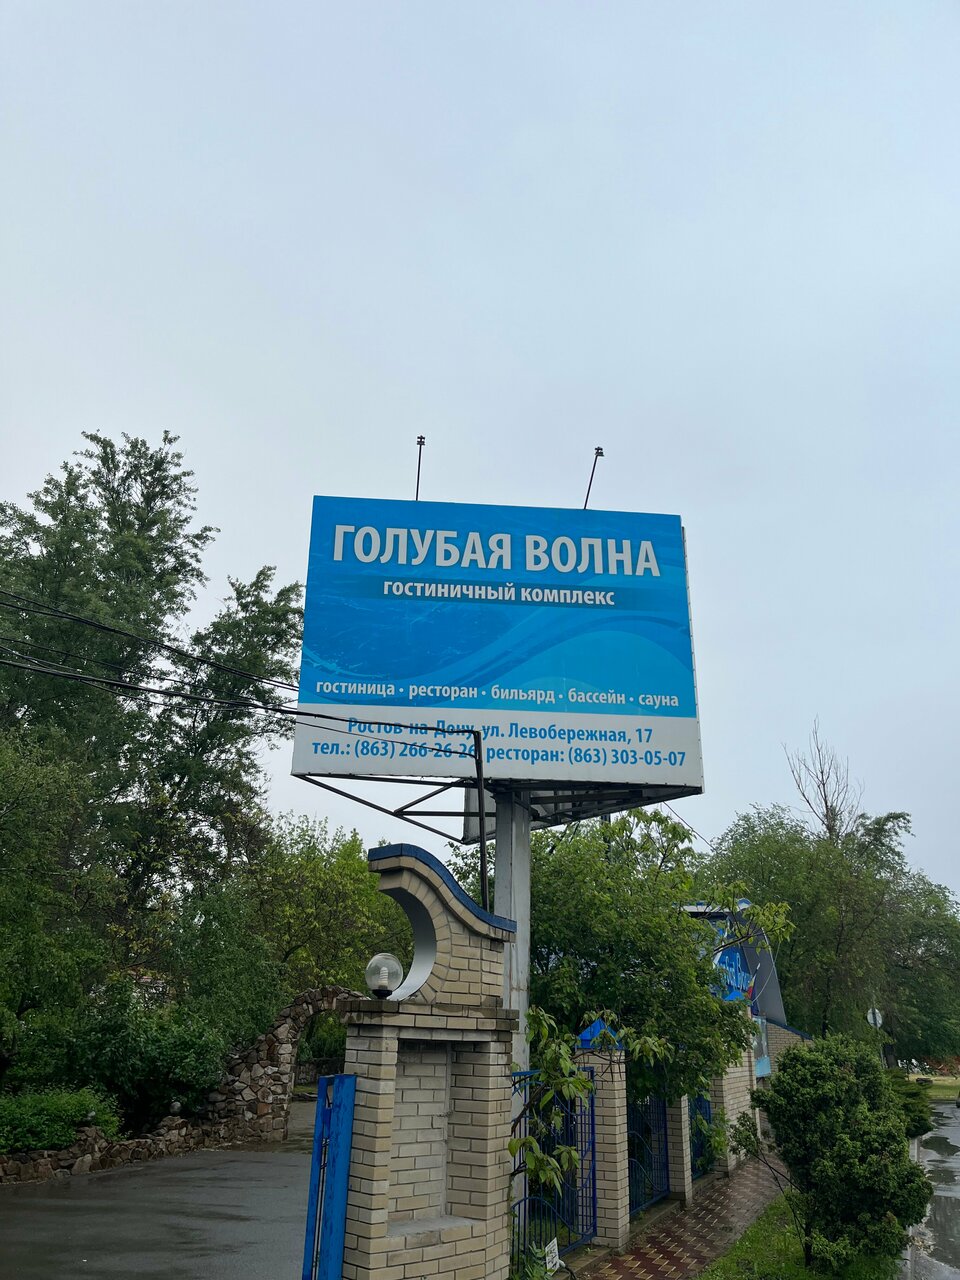 ГОЛУБАЯ ВОЛНА
гостиничный комплекс
гостиница • ресторан • бильярд • бассейн • сауна
Ростов-на-Дону, ул. Левобережная, 17
тел.: (863) 266-26-26, ресторан: (863) 303-05-07